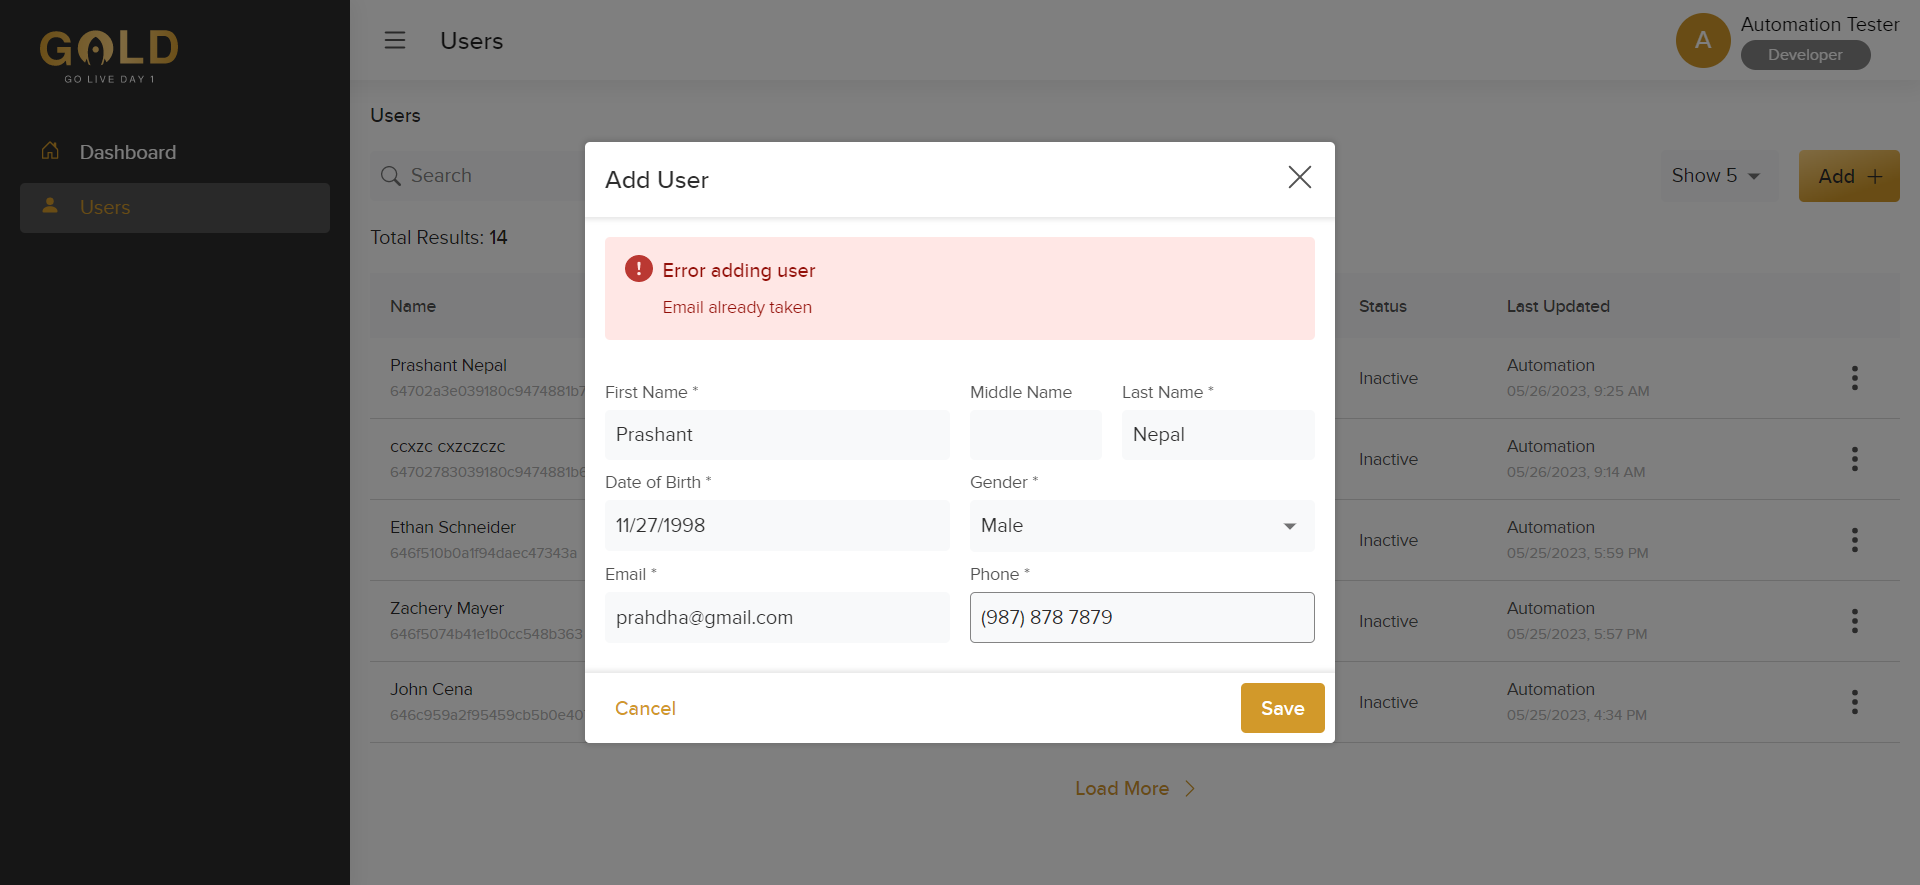 GOLD
GO LIVE DAY 1
Dashboard
Users
Users
A
Automation Tester
Developer
Users
Search
Show 5
Add +
Total Results: 14
Name
Status
Last Updated
Prashant Nepal
64702a3e039180c9474881b7
Inactive
Automation
05/26/2023, 9:25 AM
ccxzc cxzczczc
64702783039180c9474881b6
Inactive
Automation
05/26/2023, 9:14 AM
Ethan Schneider
646f510b0a1f94daec47343a
Inactive
Automation
05/25/2023, 5:59 PM
Zachery Mayer
646f5074b41e1b0cc548b363
Inactive
Automation
05/25/2023, 5:57 PM
John Cena
646c959a2f95459cb5b0e40
Inactive
Automation
05/25/2023, 4:34 PM
Load More
Add User
Error adding user
Email already taken
First Name *
Middle Name
Last Name *
Prashant
Nepal
Date of Birth *
Gender *
11/27/1998
Male
Email *
Phone *
prahdha@gmail.com
(987) 878 7879
Cancel
Save